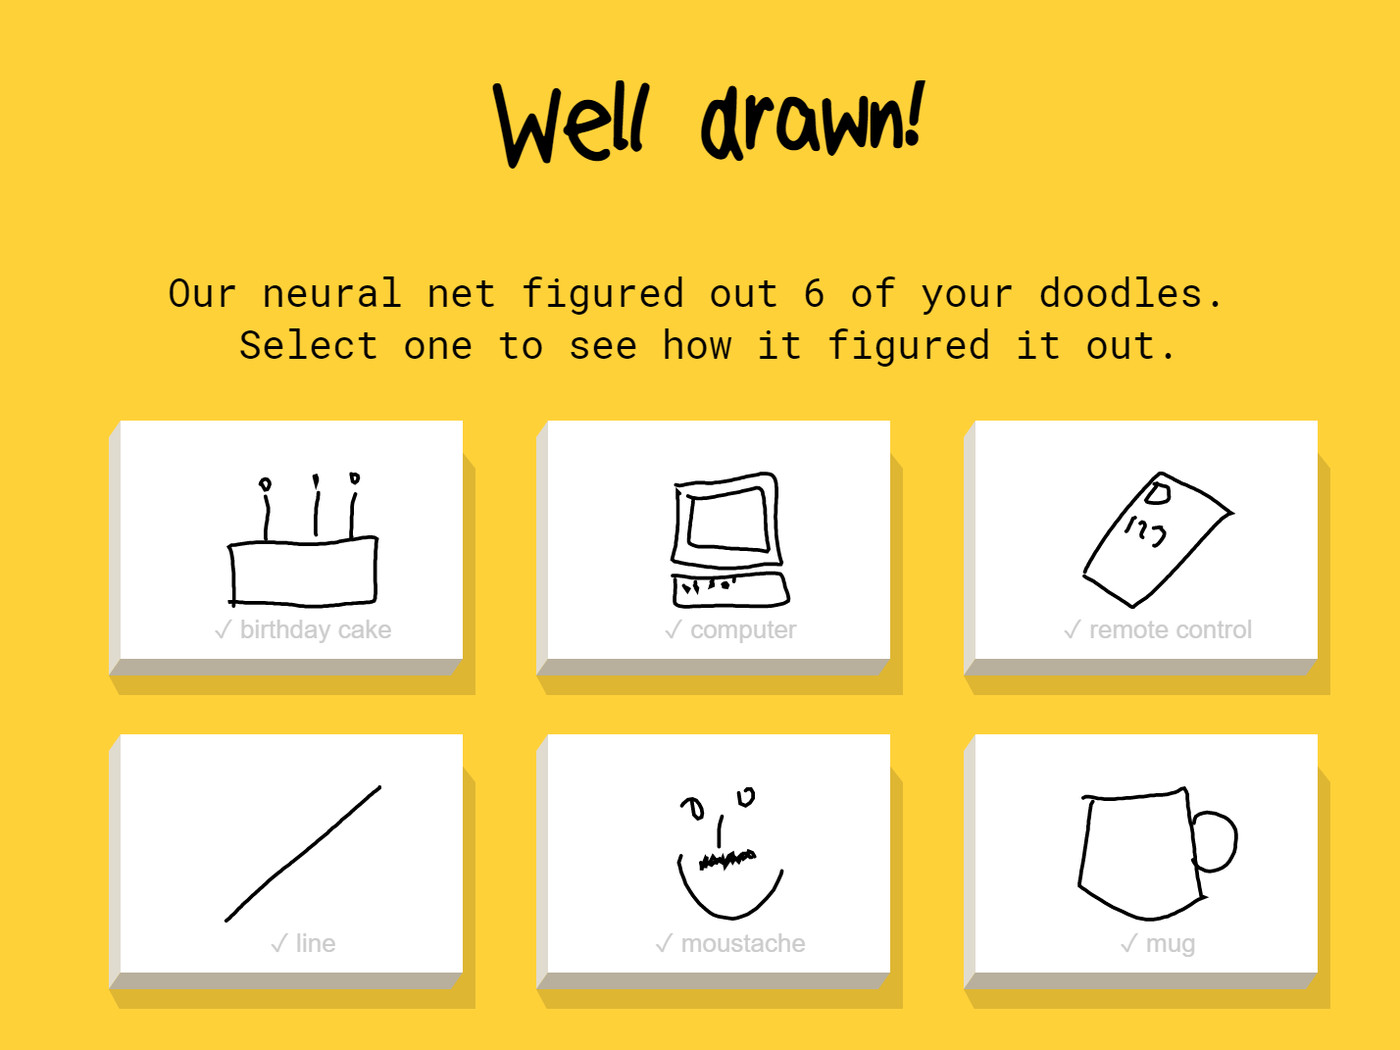 Well drawn!
Our neural net figured out 6 of your doodles.
Select one to see how it figured it out.
123
✓ birthday cake
✓ computer
✓ remote control
✓ line
✓ moustache
✓ mug